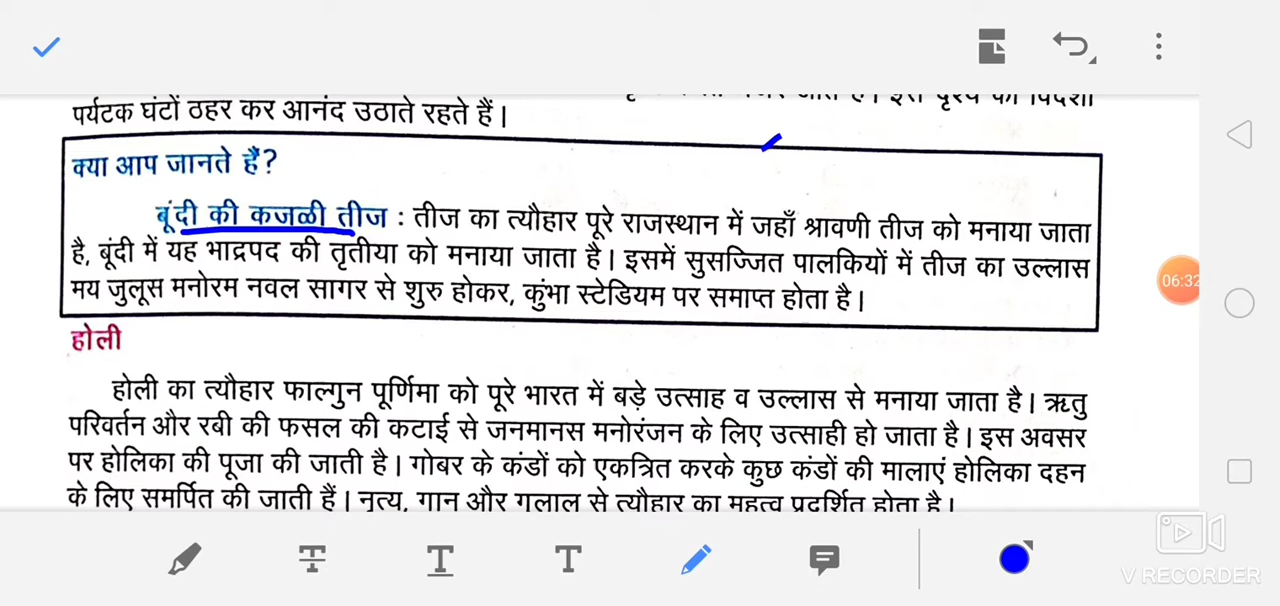 पर्यटक घंटों ठहर कर आनंद उठाते रहते हैं।
क्या आप जानते हैं?
बूंदी की कजळी तीज : तीज का त्यौहार पूरे राजस्थान में जहाँ श्रावणी तीज को मनाया जाता
है, बूंदी में यह भाद्रपद की तृतीया को मनाया जाता है। इसमें सुसज्जित पालकियों में तीज का उल्लास
मय जुलूस मनोरम नवल सागर से शुरु होकर, कुंभा स्टेडियम पर समाप्त होता है।
06:32
होली
होली का त्यौहार फाल्गुन पूर्णिमा को पूरे भारत में बड़े उत्साह व उल्लास से मनाया जाता है। ऋतु
परिवर्तन और रबी की फसल की कटाई से जनमानस मनोरंजन के लिए उत्साही हो जाता है। इस अवसर
पर होलिका की पूजा की जाती है। गोबर के कंडों को एकत्रित करके कुछ कंडों की मालाएं होलिका दहन
के लिए समर्पित की जाती हैं। नृत्य, गान और गुलाल से त्यौहार का महत्व प्रदर्शित होता है।
T T T
V RECORDER